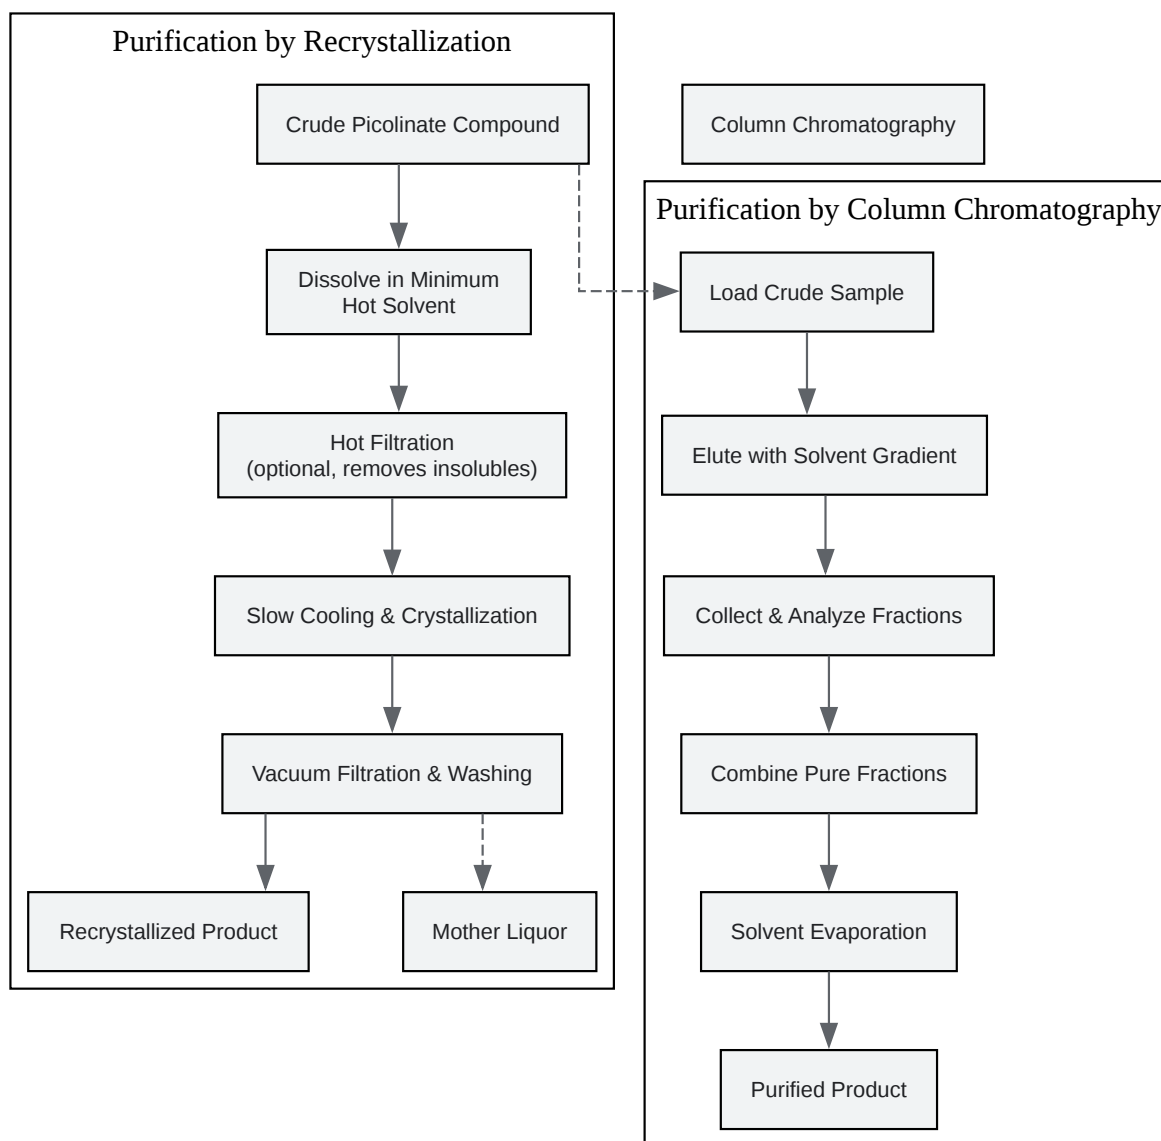 Purification by Recrystallization
Crude Picolinate Compound
Dissolve in Minimum
Hot Solvent
Hot Filtration
(optional, removes insolubles)
Slow Cooling & Crystallization
Vacuum Filtration & Washing
Recrystallized Product
Mother Liquor
Column Chromatography
Purification by Column Chromatography
Load Crude Sample
Elute with Solvent Gradient
Collect & Analyze Fractions
Combine Pure Fractions
Solvent Evaporation
Purified Product